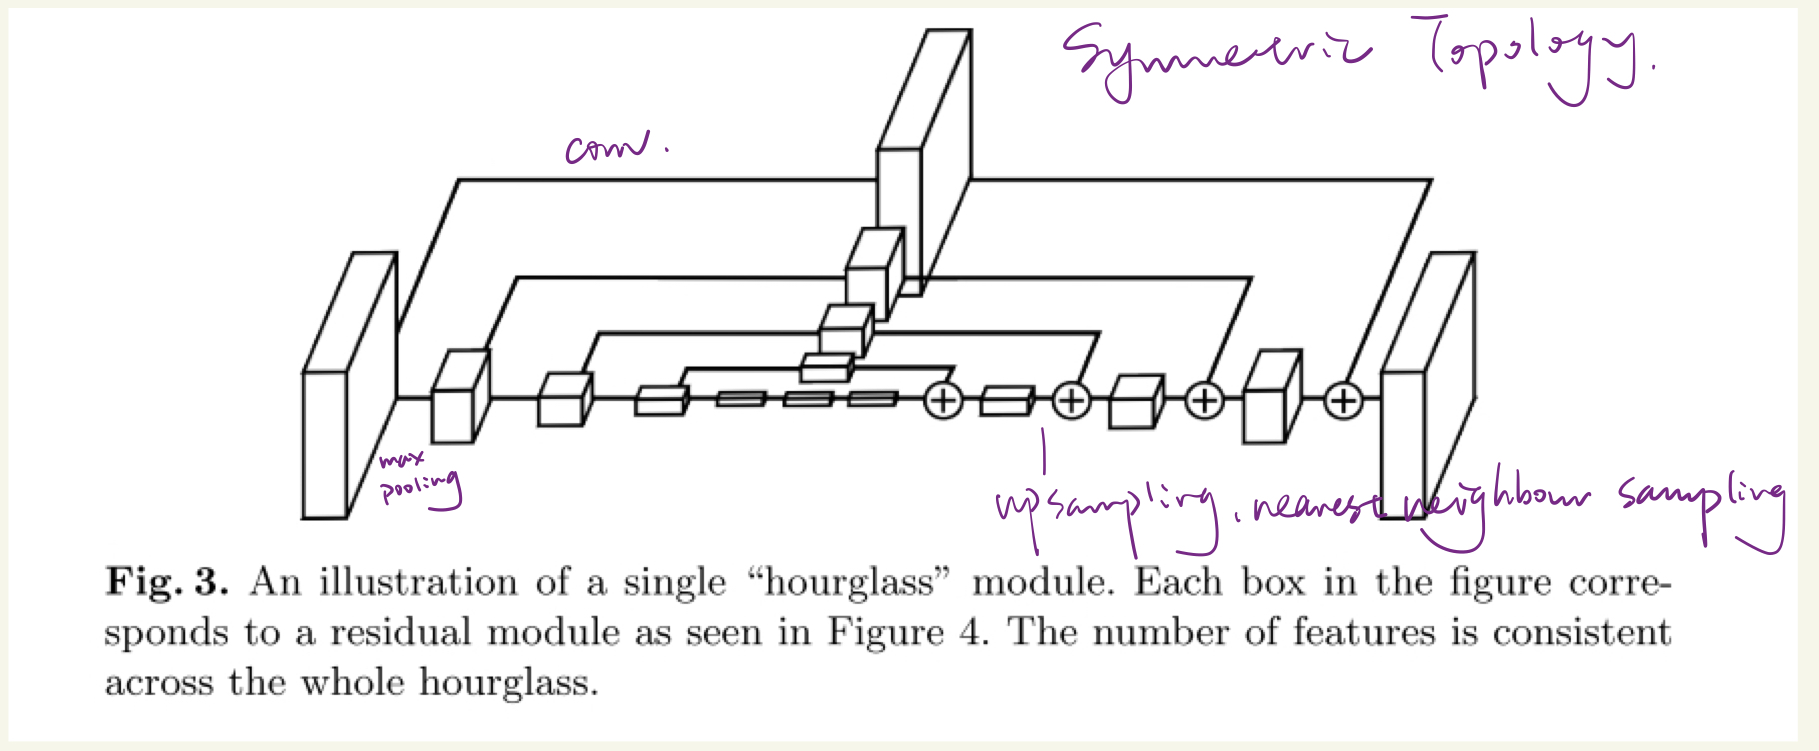 Symmetric Topology.
conv.
max
pooling
upsampling, nearest neighbour sampling
Fig. 3. An illustration of a single “hourglass” module. Each box in the figure corre-
sponds to a residual module as seen in Figure 4. The number of features is consistent
across the whole hourglass.